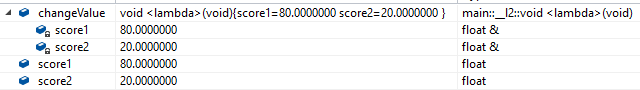 changeValue void <lambda>(void){score1=80.0000000 score2=20.0000000 } main::__l2::void <lambda>(void)
score1 80.0000000 float &
score2 20.0000000 float &
score1 80.0000000 float
score2 20.0000000 float